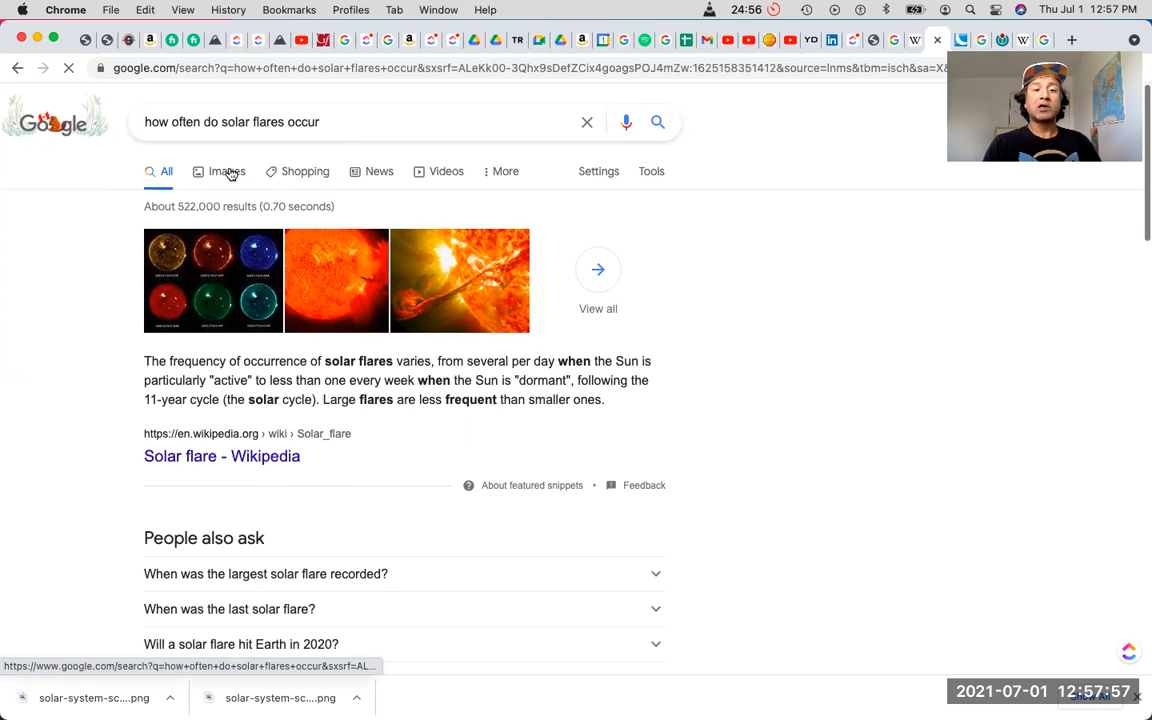 Chrome File Edit View History Bookmarks Profiles Tab Window Help 24:56 Thu Jul 1 12:57 PM
google.com/search?q=how+often+do+solar+flares+occur&sxsrf=ALeKk00-3Qhx9sDefZCix4goagsPOJ4mZw:1625158351412&source=lnms&tbm=isch&sa=X&
Google
how often do solar flares occur
All Images Shopping News Videos More Settings Tools
About 522,000 results (0.70 seconds)
View all
The frequency of occurrence of solar flares varies, from several per day when the Sun is
particularly "active" to less than one every week when the Sun is "dormant", following the
11-year cycle (the solar cycle). Large flares are less frequent than smaller ones.
https://en.wikipedia.org › wiki › Solar_flare
Solar flare - Wikipedia
About featured snippets • Feedback
People also ask
When was the largest solar flare recorded?
When was the last solar flare?
Will a solar flare hit Earth in 2020?
https://www.google.com/search?q=how+often+do+solar+flares+occur&sxsrf=AL...
solar-system-sc....png solar-system-sc....png
2021-07-01 12:57:57